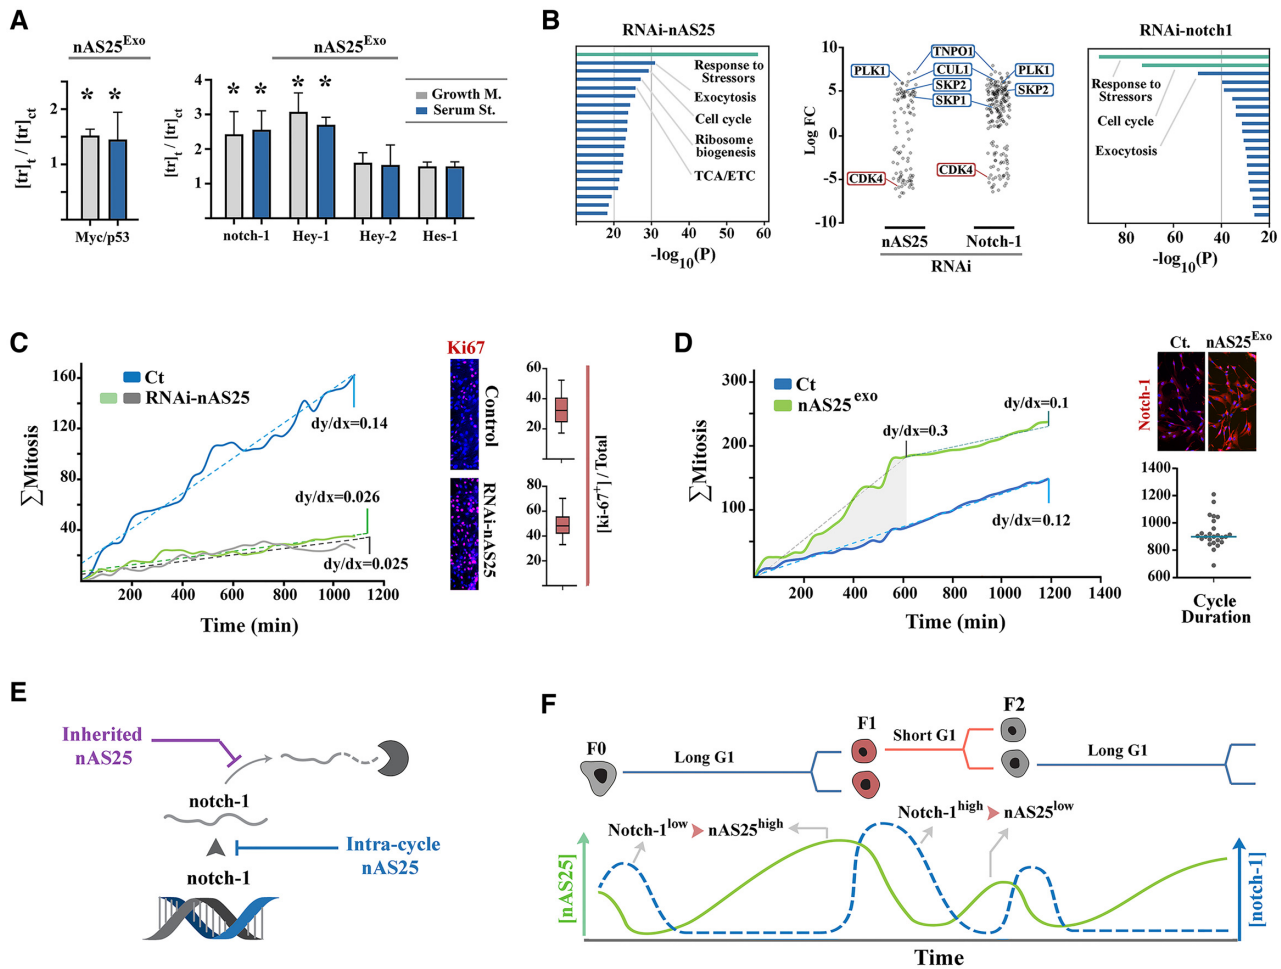 A
nAS25Exo
nAS25Exo
Growth M.
Serum St.
[tr]t / [tr]ct
2
1
* *
Myc/p53
[tr]t / [tr]ct
4
3
2
1
* * * *
notch-1 Hey-1 Hey-2 Hes-1
B
RNAi-nAS25
Response to
Stressors
Exocytosis
Cell cycle
Ribosome
biogenesis
TCA/ETC
20 30 40 50 60
-log10(P)
Log FC
10
5
0
-5
-10
TNPO1
PLK1 CUL1 PLK1
SKP2 SKP2
SKP1
CDK4 CDK4
nAS25 Notch-1
RNAi
RNAi-notch1
Response to
Stressors
Cell cycle
Exocytosis
80 60 40 20
-log10(P)
C
∑Mitosis
160
120
80
40
Ct
RNAi-nAS25
dy/dx=0.14
dy/dx=0.026
dy/dx=0.025
200 400 600 800 1000 1200
Time (min)
Ki67
Control
RNAi-nAS25
60
40
20
0
80
60
40
20
0
[ki-67+] / Total
D
∑Mitosis
300
200
100
Ct
nAS25exo
dy/dx=0.3
dy/dx=0.1
dy/dx=0.12
200 400 600 800 1000 1200 1400
Time (min)
Ct. nAS25Exo
Notch-1
1400
1200
1000
800
600
Cycle
Duration
E
Inherited
nAS25
notch-1
Intra-cycle
nAS25
notch-1
F
F0
Long G1
F1
Short G1
F2
Long G1
Notch-1low nAS25high
Notch-1high nAS25low
[nAS25]
[notch-1]
Time